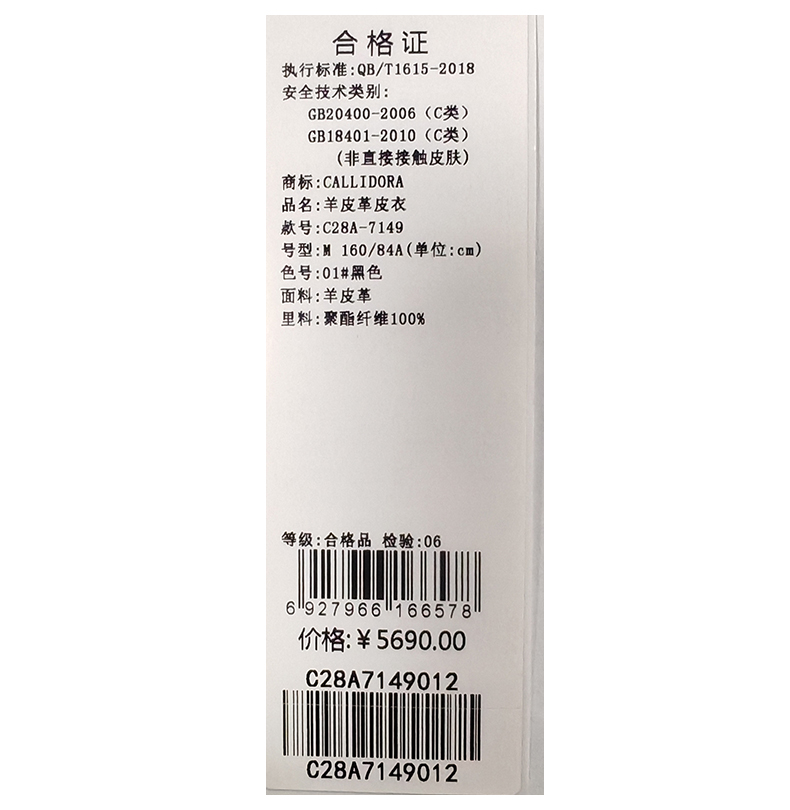 合格证
执行标准:QB/T1615-2018
安全技术类别:
GB20400-2006（C类）
GB18401-2010（C类）
(非直接接触皮肤)
商标:CALLIDORA
品名:羊皮革皮衣
款号:C28A-7149
号型:M 160/84A(单位:cm)
色号:01#黑色
面料:羊皮革
里料:聚酯纤维100%
等级:合格品 检验:06
6 927966 166578
价格:￥5690.00
C28A7149012
C28A7149012